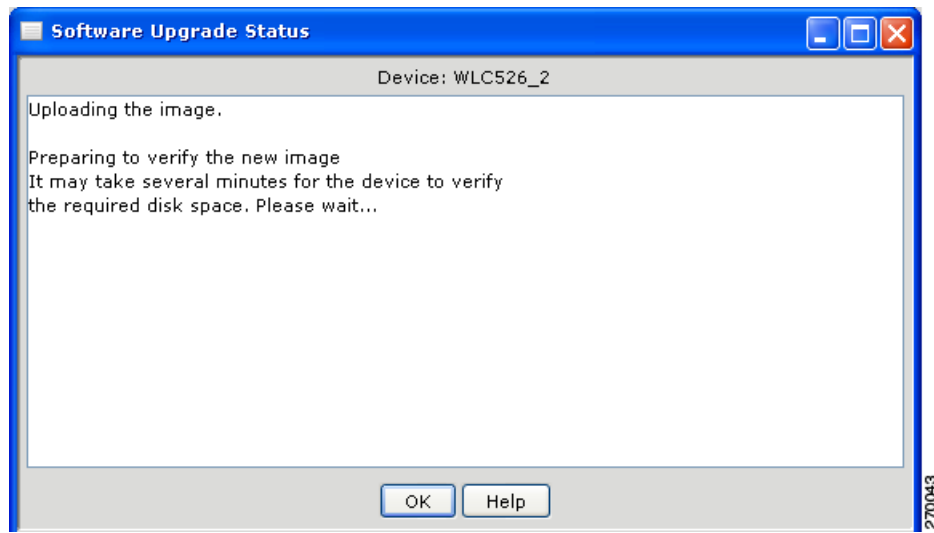 Software Upgrade Status
Device: WLC526_2
Uploading the image.
Preparing to verify the new image
It may take several minutes for the device to verify
the required disk space. Please wait...
OK
Help
270043